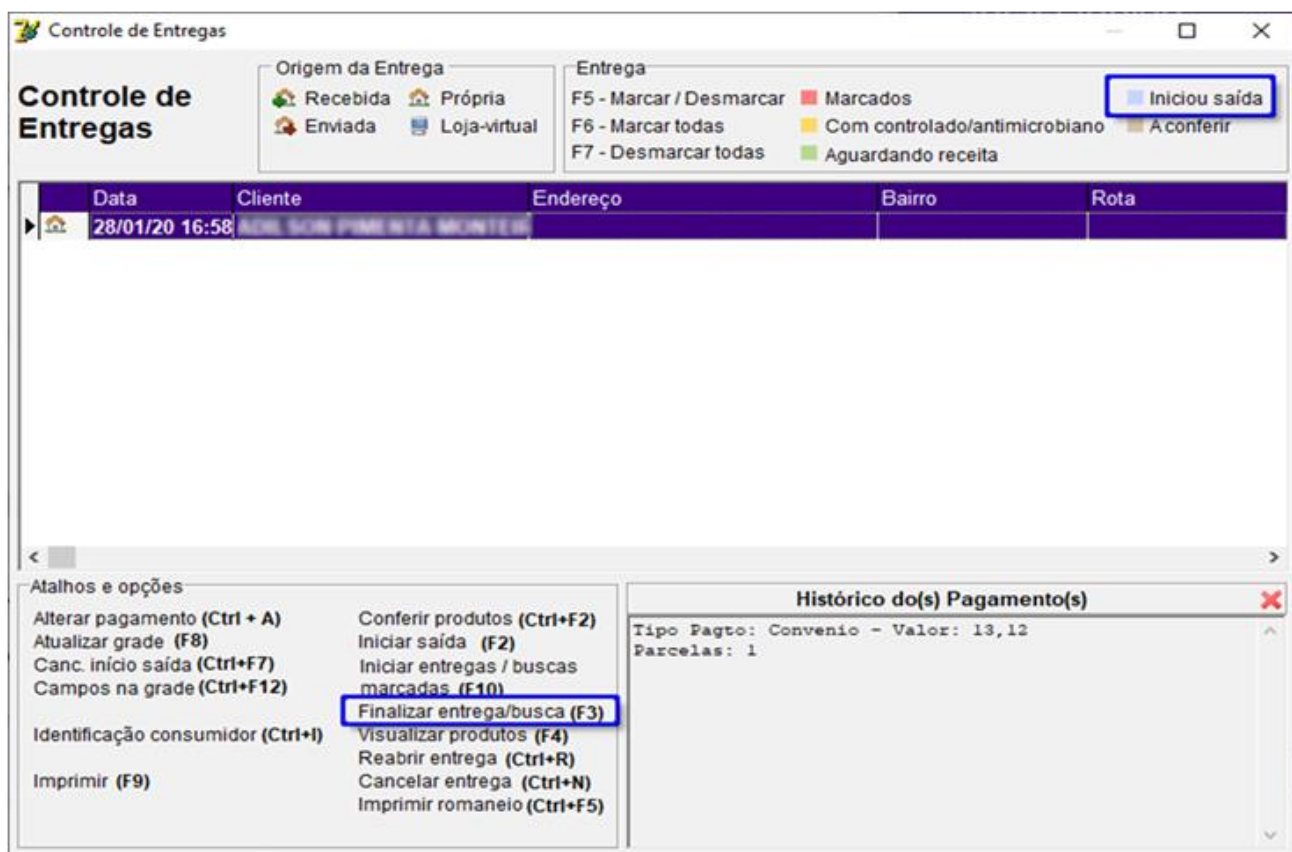 Controle de Entregas
Controle de
Entregas
Origem da Entrega
Recebida Própria
Enviada Loja-virtual
Entrega
F5 - Marcar / Desmarcar Marcados Iniciou saída
F6 - Marcar todas Com controlado/antimicrobiano A conferir
F7 - Desmarcar todas Aguardando receita
Data Cliente Endereço Bairro Rota
28/01/20 16:58
Atalhos e opções
Alterar pagamento (Ctrl + A)
Atualizar grade (F8)
Canc. início saída (Ctrl+F7)
Campos na grade (Ctrl+F12)
Identificação consumidor (Ctrl+I)
Imprimir (F9)
Conferir produtos (Ctrl+F2)
Iniciar saída (F2)
Iniciar entregas / buscas
marcadas (F10)
Finalizar entrega/busca (F3)
Visualizar produtos (F4)
Reabrir entrega (Ctrl+R)
Cancelar entrega (Ctrl+N)
Imprimir romaneio (Ctrl+F5)
Histórico do(s) Pagamento(s)
Tipo Pagto: Convenio - Valor: 13,12
Parcelas: 1